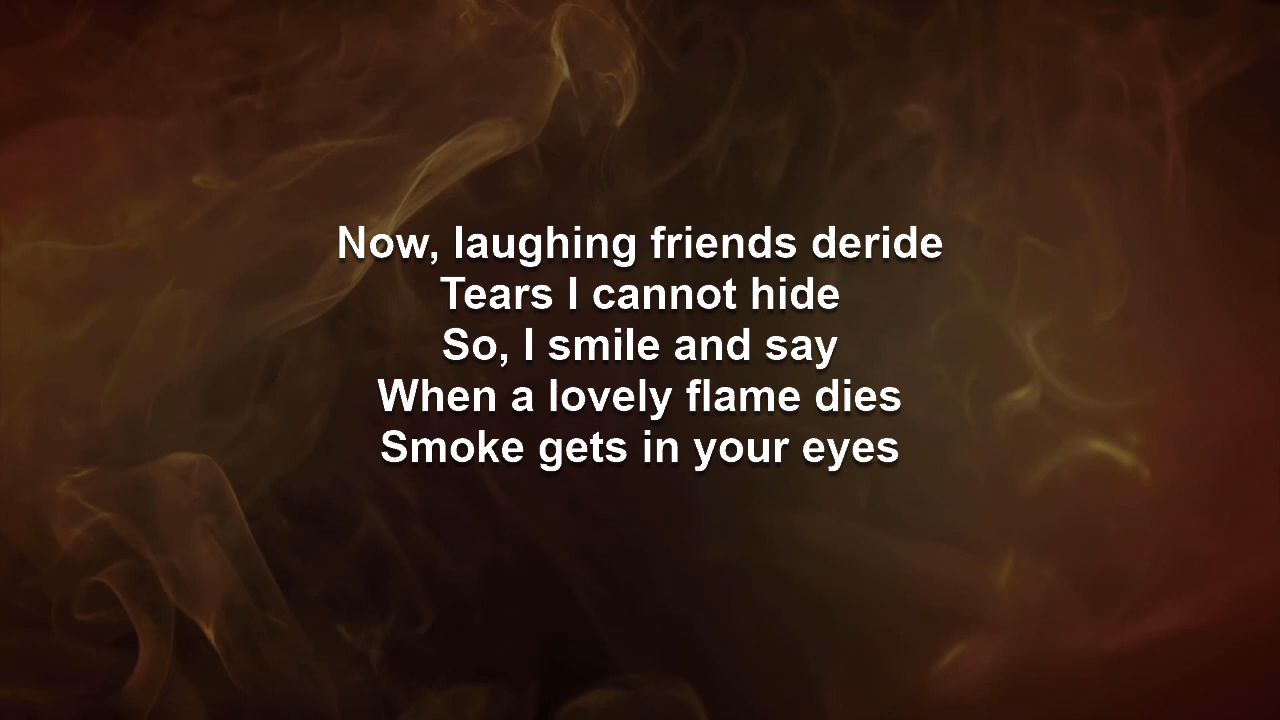 Now, laughing friends deride
Tears I cannot hide
So, I smile and say
When a lovely flame dies
Smoke gets in your eyes